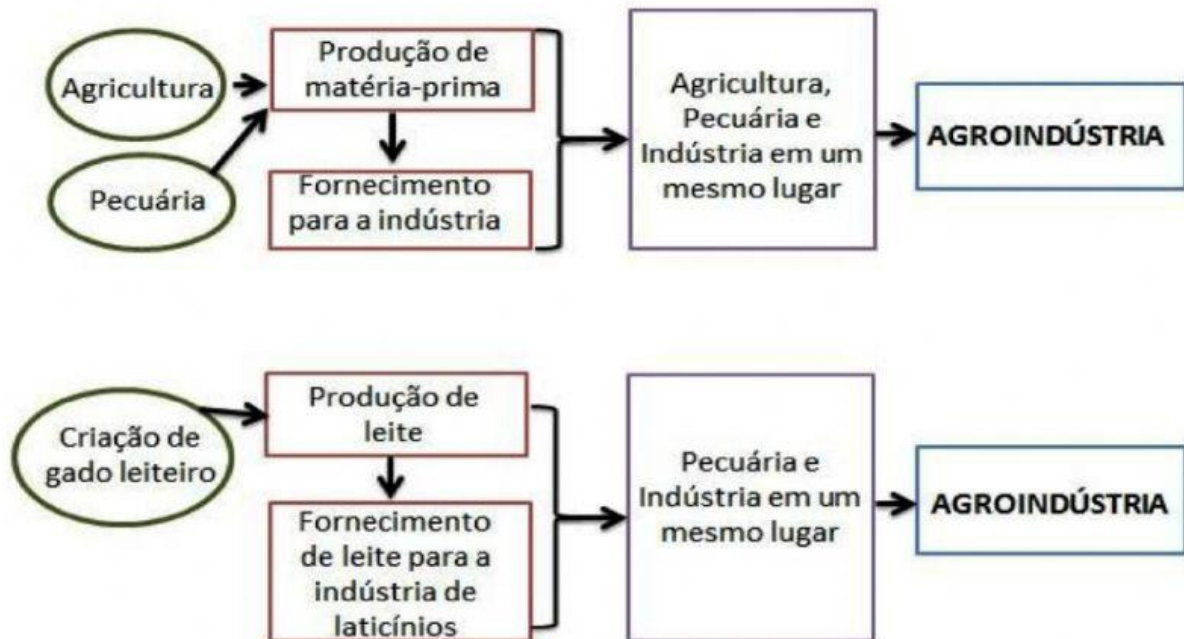 Agricultura
Pecuária
Produção de
matéria-prima
Fornecimento
para a indústria
Agricultura,
Pecuária e
Indústria em um
mesmo lugar
AGROINDÚSTRIA
Criação de
gado leiteiro
Produção de
leite
Fornecimento
de leite para a
indústria de
laticínios
Pecuária e
Indústria em um
mesmo lugar
AGROINDÚSTRIA